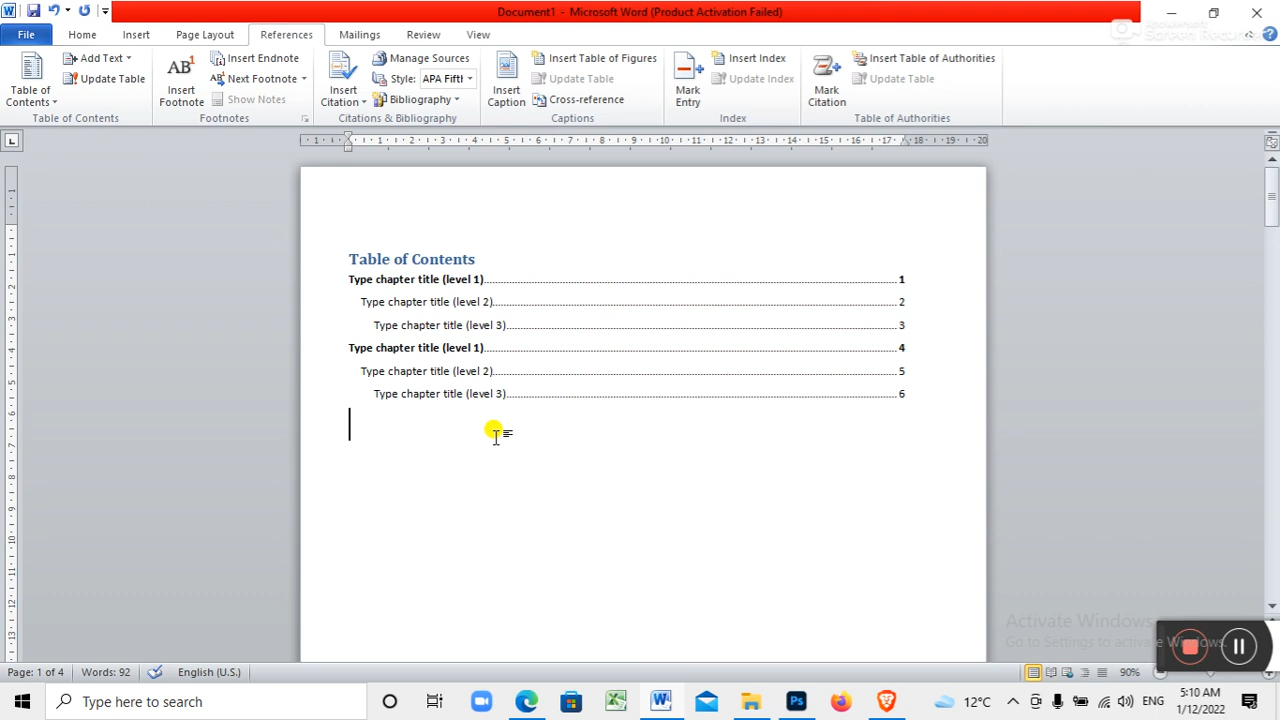 Document1 - Microsoft Word (Product Activation Failed)
File Home Insert Page Layout References Mailings Review View
Table of Contents
Add Text
Update Table
Table of Contents
AB1
Insert Footnote
Insert Endnote
Next Footnote
Show Notes
Footnotes
Insert Citation
Manage Sources
Style: APA Fift
Bibliography
Citations & Bibliography
Insert Caption
Insert Table of Figures
Update Table
Cross-reference
Captions
Mark Entry
Insert Index
Update Index
Index
Mark Citation
Insert Table of Authorities
Update Table
Table of Authorities
Table of Contents
Type chapter title (level 1)........1
Type chapter title (level 2)........2
Type chapter title (level 3)........3
Type chapter title (level 1)........4
Type chapter title (level 2)........5
Type chapter title (level 3)........6
Activate Windows
Go to Settings to activate Windows.
Page: 1 of 4 Words: 92 English (U.S.) 90%
Type here to search
12°C ENG
5:10 AM
1/12/2022